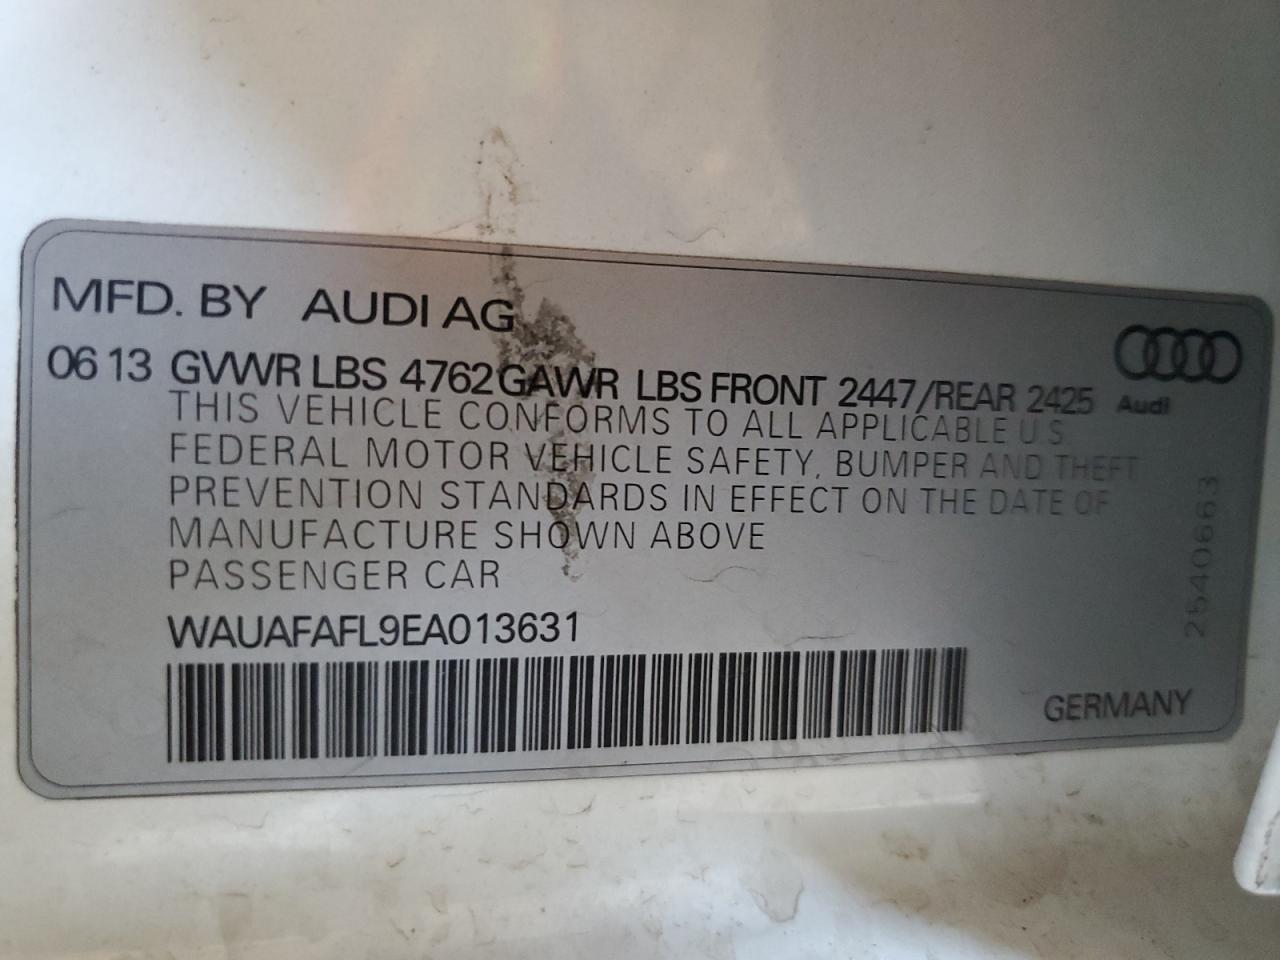 MFD. BY AUDI AG
06 13 GVWR LBS 4762 GAWR LBS FRONT 2447/REAR 2425
Audi
THIS VEHICLE CONFORMS TO ALL APPLICABLE U.S.
FEDERAL MOTOR VEHICLE SAFETY, BUMPER AND THEFT
PREVENTION STANDARDS IN EFFECT ON THE DATE OF
MANUFACTURE SHOWN ABOVE
PASSENGER CAR
WAUAFAFL9EA013631
GERMANY
2540663